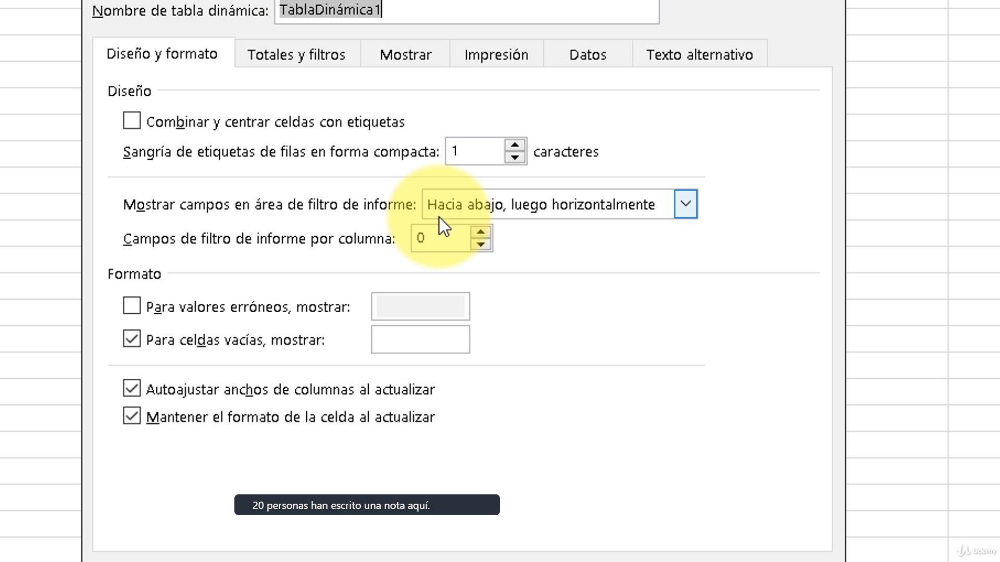 Nombre de tabla dinámica: TablaDinámica1
Diseño y formato Totales y filtros Mostrar Impresión Datos Texto alternativo
Diseño
Combinar y centrar celdas con etiquetas
Sangría de etiquetas de filas en forma compacta: 1 caracteres
Mostrar campos en área de filtro de informe: Hacia abajo, luego horizontalmente
Campos de filtro de informe por columna: 0
Formato
Para valores erróneos, mostrar:
Para celdas vacías, mostrar:
Autoajustar anchos de columnas al actualizar
Mantener el formato de la celda al actualizar
20 personas han escrito una nota aquí.
Udemy